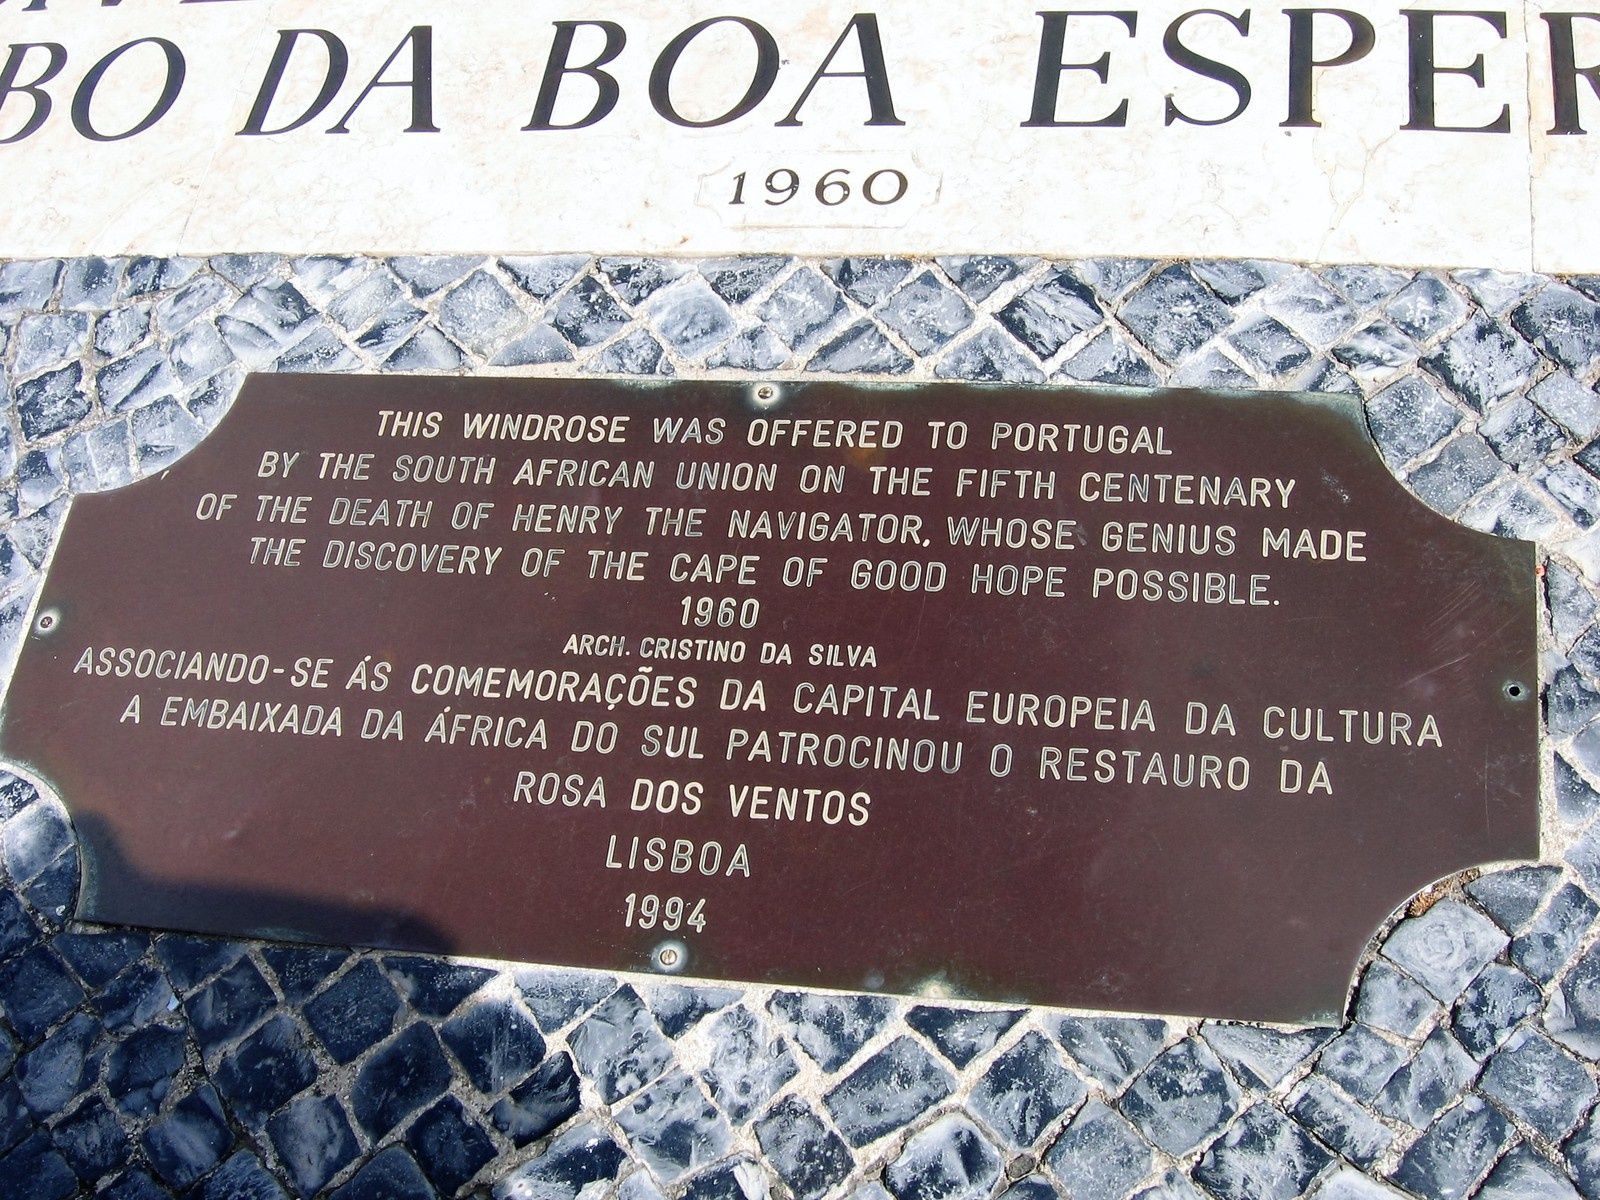 BO DA BOA ESPER
1960
THIS WINDROSE WAS OFFERED TO PORTUGAL
BY THE SOUTH AFRICAN UNION ON THE FIFTH CENTENARY
OF THE DEATH OF HENRY THE NAVIGATOR, WHOSE GENIUS MADE
THE DISCOVERY OF THE CAPE OF GOOD HOPE POSSIBLE.
1960
ARCH. CRISTINO DA SILVA
ASSOCIANDO-SE ÁS COMEMORAÇÕES DA CAPITAL EUROPEIA DA CULTURA
A EMBAIXADA DA ÁFRICA DO SUL PATROCINOU O RESTAURO DA
ROSA DOS VENTOS
LISBOA
1994